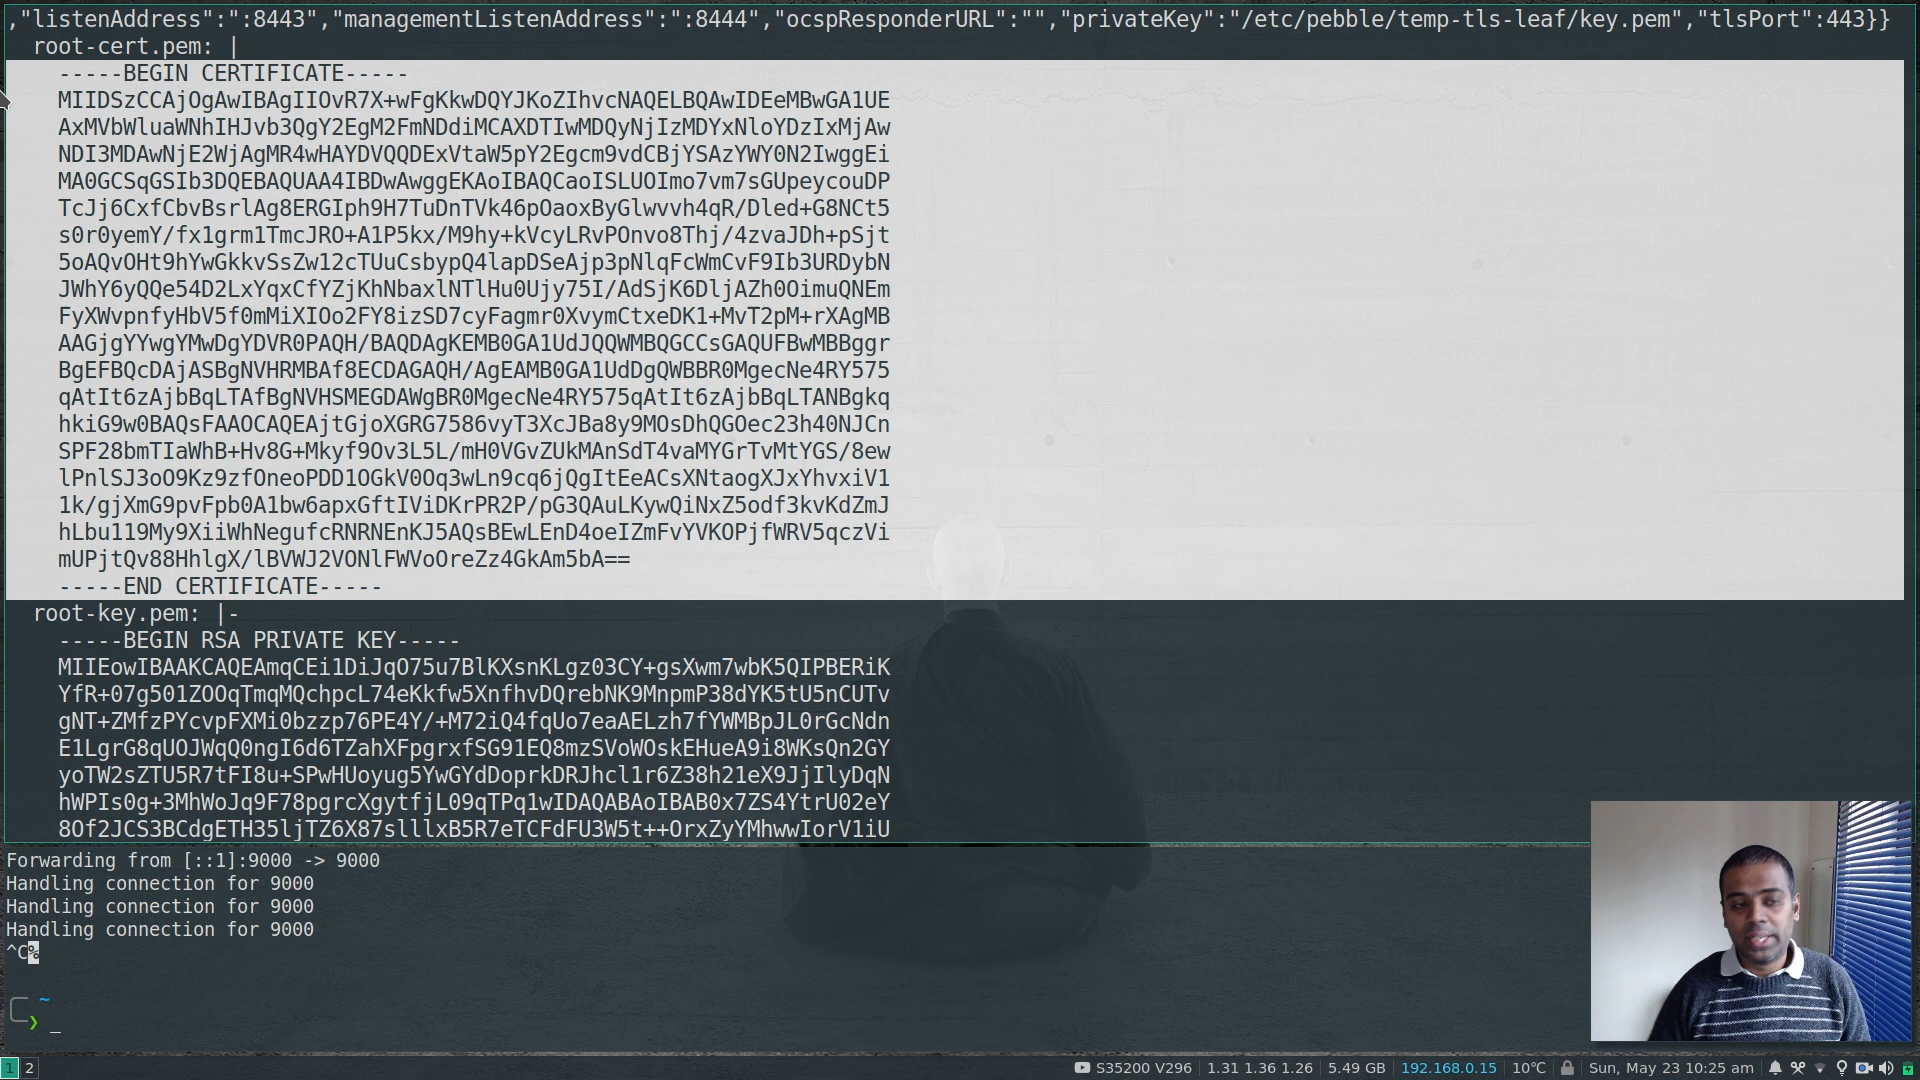 ,"listenAddress":":8443","managementListenAddress":":8444","ocspResponderURL":"","privateKey":"/etc/pebble/temp-tls-leaf/key.pem","tlsPort":443}}
root-cert.pem: |
-----BEGIN CERTIFICATE-----
MIIDSzCCAjOgAwIBAgIIOvR7X+wFgKkwDQYJKoZIhvcNAQELBQAwIDEeMBwGA1UE
AxMVbWluaWNhIHJvb3QgY2EgM2FmNDdiMCAXDTIwMDQyNjIzMDYxNloYDzIxMjAw
NDI3MDAwNjE2WjAgMR4wHAYDVQQDExVtaW5pY2Egcm9vdCBjYSAzYWY0N2IwggEi
MA0GCSqGSIb3DQEBAQUAA4IBDwAwggEKAoIBAQCaoISLUOImo7vm7sGUpeycouDP
TcJj6CxfCbvBsrlAg8ERGIph9H7TuDnTVk46pOaoxByGlwvvh4qR/Dled+G8NCt5
s0r0yemY/fx1grm1TmcJRO+A1P5kx/M9hy+kVcyLRvPOnvo8Thj/4zvaJDh+pSjt
5oAQvOHt9hYwGkkvSsZw12cTUuCsbypQ4lapDSeAjp3pNlqFcWmCvF9Ib3URDybN
JWhY6yQQe54D2LxYqxCfYZjKhNbaxlNTlHu0Ujy75I/AdSjK6DljAZh0OimuQNEm
FyXWvpnfyHbV5f0mMiXIOo2FY8izSD7cyFagmr0XvymCtxeDK1+MvT2pM+rXAgMB
AAGjgYYwgYMwDgYDVR0PAQH/BAQDAgKEMB0GA1UdJQQWMBQGCCsGAQUFBwMBBggr
BgEFBQcDAjASBgNVHRMBAf8ECDAGAQH/AgEAMB0GA1UdDgQWBBR0MgecNe4RY575
qAtIt6zAjbBqLTAfBgNVHSMEGDAWgBR0MgecNe4RY575qAtIt6zAjbBqLTANBgkq
hkiG9w0BAQsFAAOCAQEAjtGjoXGRG7586vyT3XcJBa8y9MOsDhQGOec23h40NJCn
SPF28bmTIaWhB+Hv8G+Mkyf9Ov3L5L/mH0VGvZUkMAnSdT4vaMYGrTvMtYGS/8ew
lPnlSJ3oO9Kz9zfOneoPDD1OGkV0Oq3wLn9cq6jQgItEeACsXNtaogXJxYhvxiV1
1k/gjXmG9pvFpb0A1bw6apxGftIViDKrPR2P/pG3QAuLKywQiNxZ5odf3kvKdZmJ
hLbu119My9XiiWhNegufcRNRNEnKJ5AQsBEwLEnD4oeIZmFvYVKOPjfWRV5qczVi
mUPjtQv88HhlgX/lBVWJ2VONlFWVoOreZz4GkAm5bA==
-----END CERTIFICATE-----
root-key.pem: |-
-----BEGIN RSA PRIVATE KEY-----
MIIEowIBAAKCAQEAmqCEi1DiJqO75u7BlKXsnKLgz03CY+gsXwm7wbK5QIPBERiK
YfR+07g501ZOOqTmqMQchpcL74eKkfw5XnfhvDQrebNK9MnpmP38dYK5tU5nCUTv
gNT+ZMfzPYcvpFXMi0bzzp76PE4Y/+M72iQ4fqUo7eaAELzh7fYWMBpJL0rGcNdn
E1LgrG8qUOJWqQ0ngI6d6TZahXFpgrxfSG91EQ8mzSVoWOskEHueA9i8WKsQn2GY
yoTW2sZTU5R7tFI8u+SPwHUoyug5YwGYdDoprkDRJhcl1r6Z38h21eX9JjIlyDqN
hWPIs0g+3MhWoJq9F78pgrcXgytfjL09qTPq1wIDAQABAoIBAB0x7ZS4YtrU02eY
8Of2JCS3BCdgETH35ljTZ6X87slllxB5R7eTCFdFU3W5t++OrxZyYMhwwIorV1iU
Forwarding from [::1]:9000 -> 9000
Handling connection for 9000
Handling connection for 9000
Handling connection for 9000
^C%
~
❯ _
1 2 S35200 V296 1.31 1.36 1.26 5.49 GB 192.168.0.15 10°C Sun, May 23 10:25 am